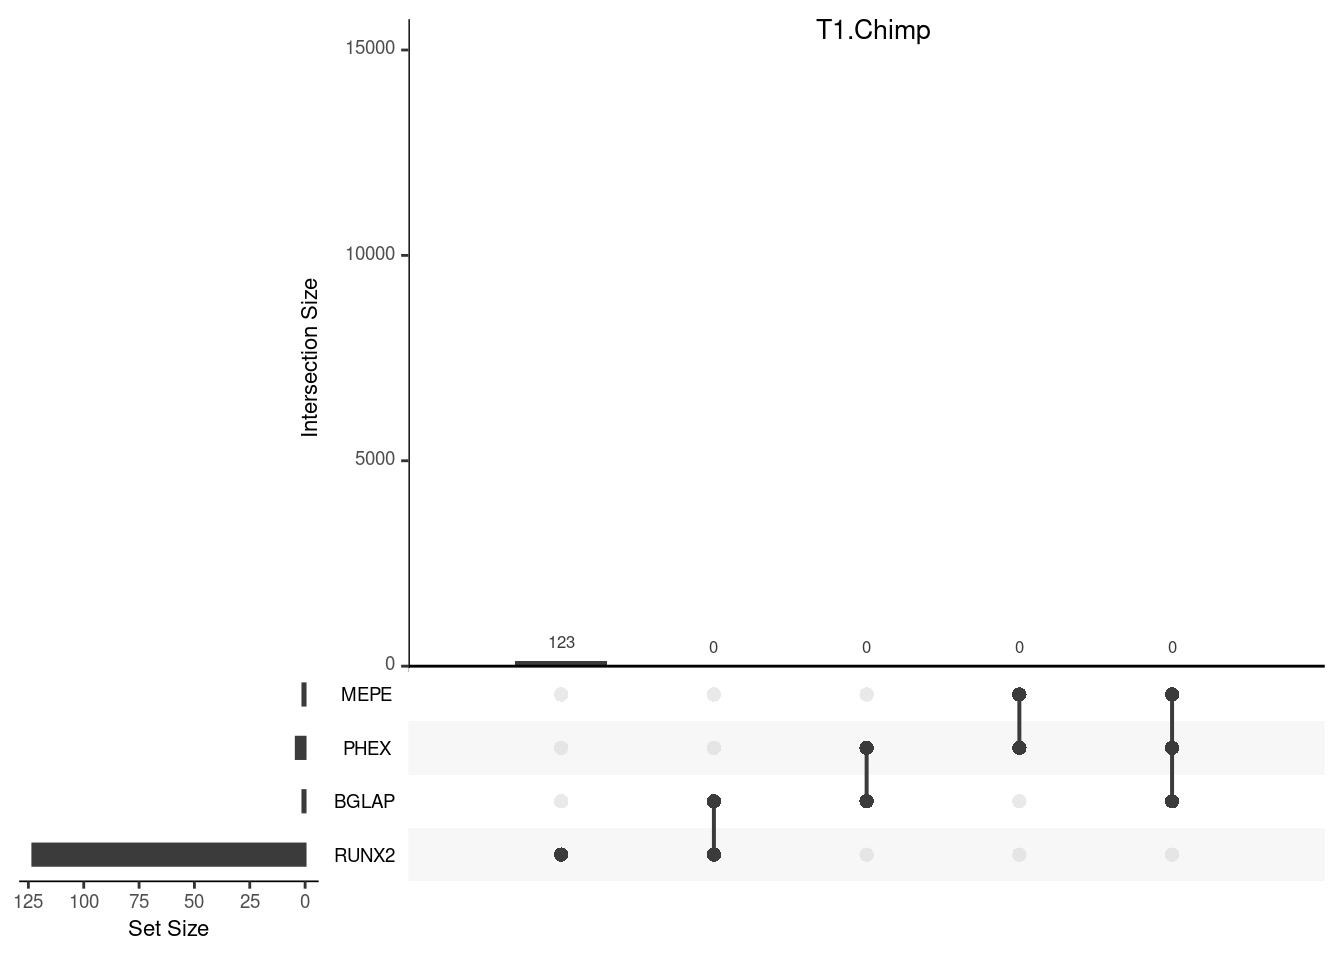 T1.Chimp
15000
10000
5000
0
Intersection Size
123
0
0
0
0
MEPE
PHEX
BGLAP
RUNX2
125 100 75 50 25 0
Set Size